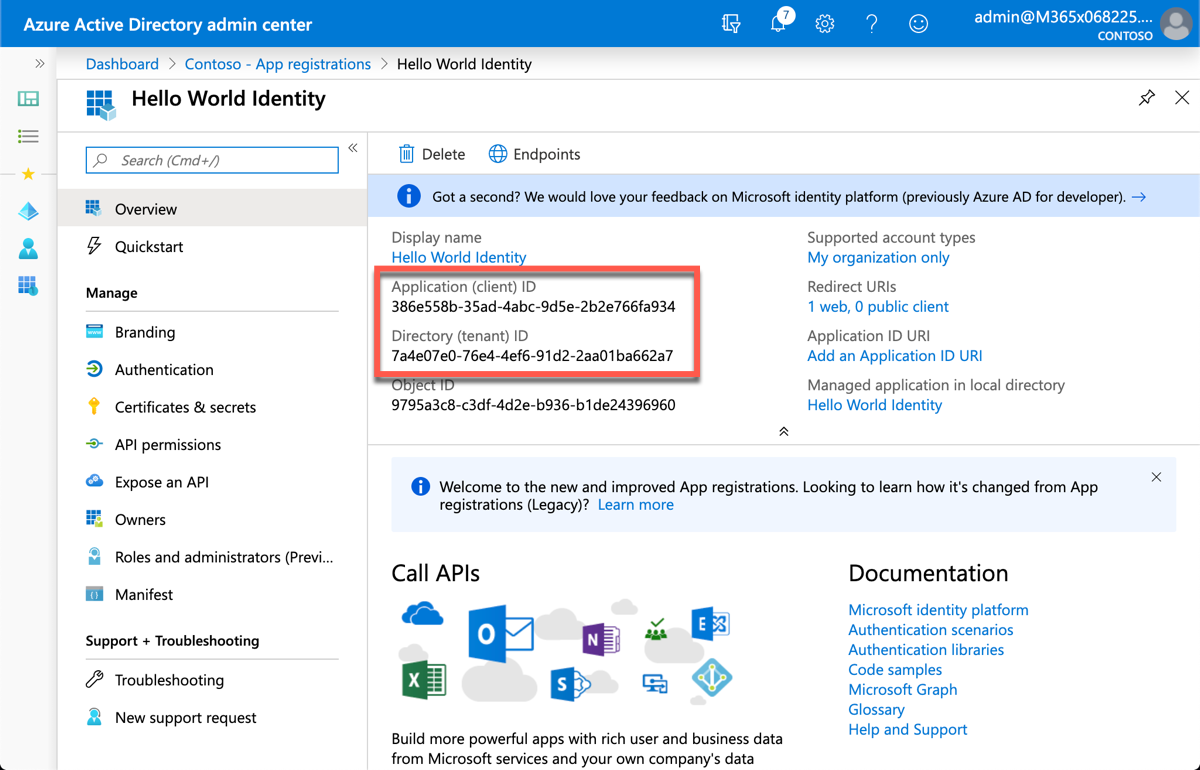 Azure Active Directory admin center
7
admin@M365x068225....
CONTOSO
Dashboard > Contoso - App registrations > Hello World Identity
Hello World Identity
Search (Cmd+/)
Overview
Quickstart
Manage
Branding
Authentication
Certificates & secrets
API permissions
Expose an API
Owners
Roles and administrators (Previ...
Manifest
Support + Troubleshooting
Troubleshooting
New support request
Delete
Endpoints
Got a second? We would love your feedback on Microsoft identity platform (previously Azure AD for developer). →
Display name
Hello World Identity
Application (client) ID
386e558b-35ad-4abc-9d5e-2b2e766fa934
Directory (tenant) ID
7a4e07e0-76e4-4ef6-91d2-2aa01ba662a7
Object ID
9795a3c8-c3df-4d2e-b936-b1de24396960
Supported account types
My organization only
Redirect URIs
1 web, 0 public client
Application ID URI
Add an Application ID URI
Managed application in local directory
Hello World Identity
Welcome to the new and improved App registrations. Looking to learn how it's changed from App
registrations (Legacy)? Learn more
Call APIs
O
N
E
X
S
Build more powerful apps with rich user and business data
from Microsoft services and your own company's data
Documentation
Microsoft identity platform
Authentication scenarios
Authentication libraries
Code samples
Microsoft Graph
Glossary
Help and Support